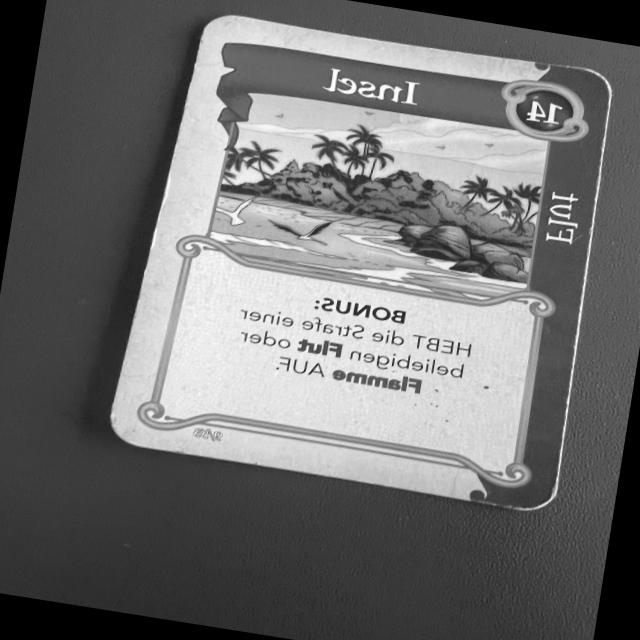 Insel
14
Flut
BONUS:
HEBT die Strafe einer
beliebigen Flut oder
Flamme AUF.